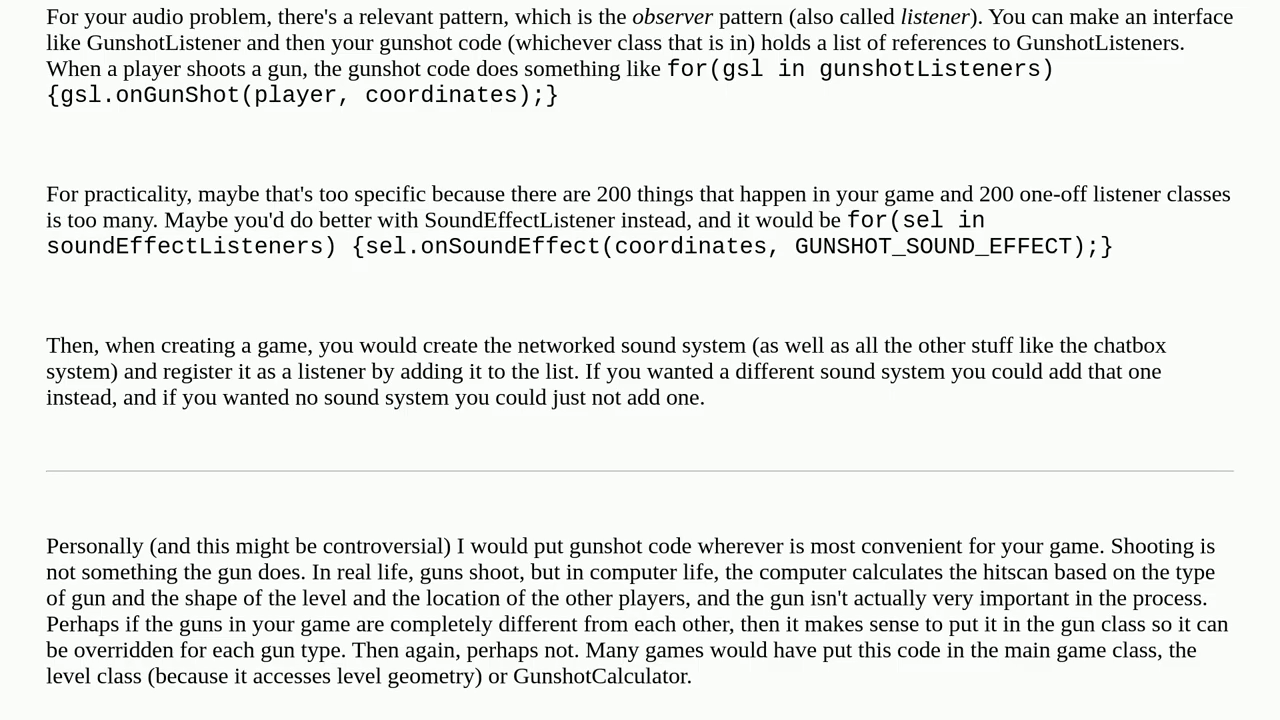 For your audio problem, there's a relevant pattern, which is the observer pattern (also called listener). You can make an interface
like GunshotListener and then your gunshot code (whichever class that is in) holds a list of references to GunshotListeners.
When a player shoots a gun, the gunshot code does something like for(gsl in gunshotListeners)
{gsl.onGunShot(player, coordinates);}
For practicality, maybe that's too specific because there are 200 things that happen in your game and 200 one-off listener classes
is too many. Maybe you'd do better with SoundEffectListener instead, and it would be for(sel in
soundEffectListeners) {sel.onSoundEffect(coordinates, GUNSHOT_SOUND_EFFECT);}
Then, when creating a game, you would create the networked sound system (as well as all the other stuff like the chatbox
system) and register it as a listener by adding it to the list. If you wanted a different sound system you could add that one
instead, and if you wanted no sound system you could just not add one.
Personally (and this might be controversial) I would put gunshot code wherever is most convenient for your game. Shooting is
not something the gun does. In real life, guns shoot, but in computer life, the computer calculates the hitscan based on the type
of gun and the shape of the level and the location of the other players, and the gun isn't actually very important in the process.
Perhaps if the guns in your game are completely different from each other, then it makes sense to put it in the gun class so it can
be overridden for each gun type. Then again, perhaps not. Many games would have put this code in the main game class, the
level class (because it accesses level geometry) or GunshotCalculator.